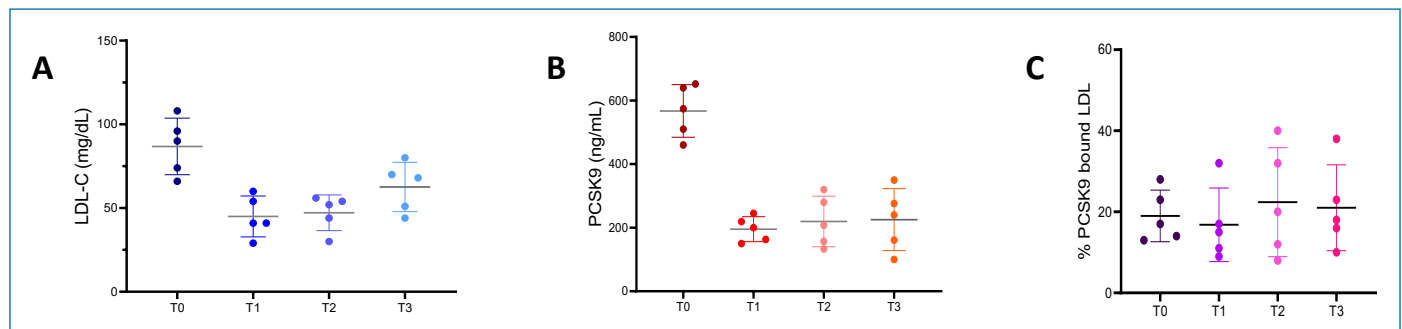 A
LDL-C (mg/dL)
150
100
50
0
T0 T1 T2 T3
B
PCSK9 (ng/mL)
800
600
400
200
0
T0 T1 T2 T3
C
% PCSK9 bound LDL
60
40
20
0
T0 T1 T2 T3